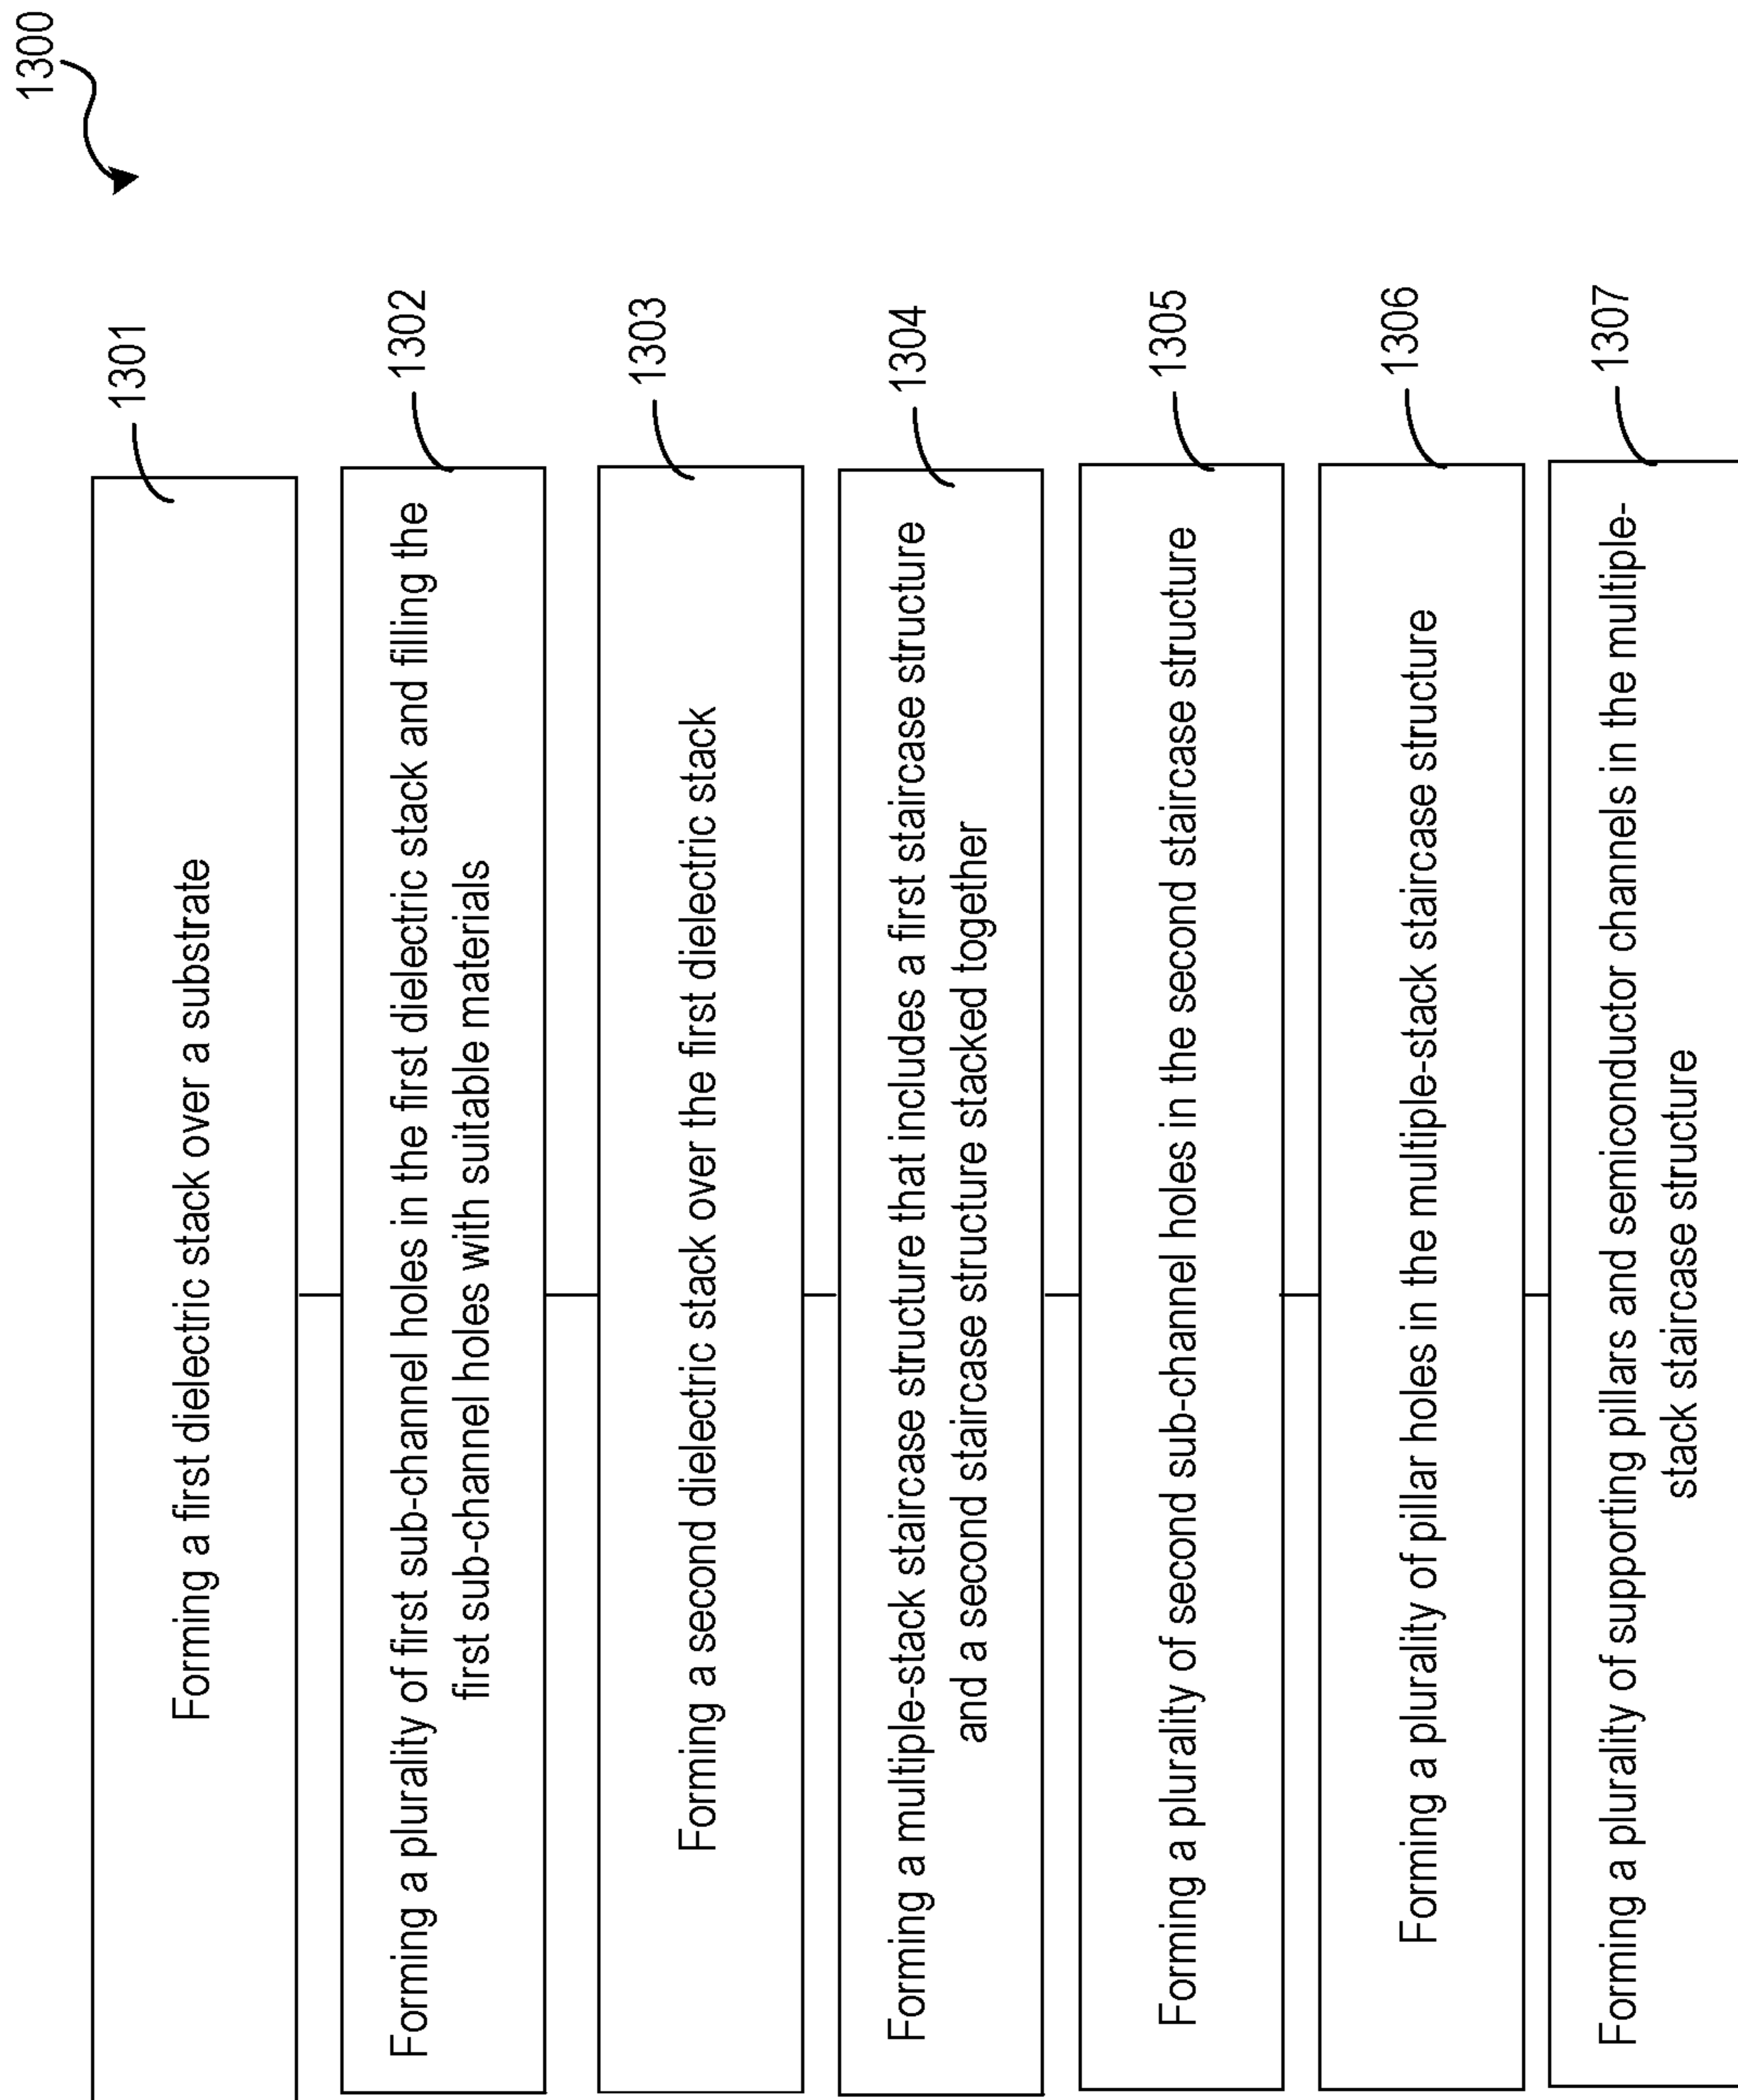 1300
1301
Forming a first dielectric stack over a substrate
1302
Forming a plurality of first sub-channel holes in the first dielectric stack and filling the
first sub-channel holes with suitable materials
1303
Forming a second dielectric stack over the first dielectric stack
1304
Forming a multiple-stack staircase structure that includes a first staircase structure
and a second staircase structure stacked together
1305
Forming a plurality of second sub-channel holes in the second staircase structure
1306
Forming a plurality of pillar holes in the multiple-stack staircase structure
1307
Forming a plurality of supporting pillars and semiconductor channels in the multiple-
stack staircase structure